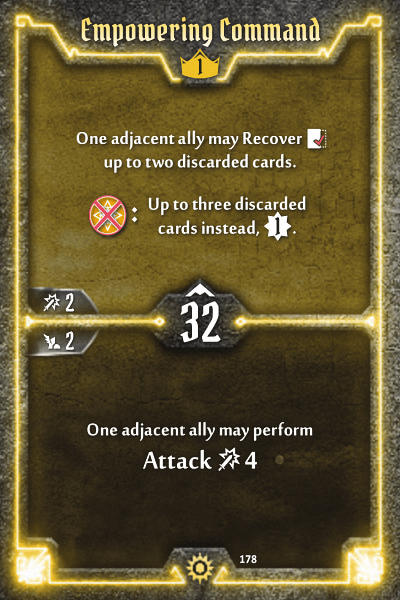 Empowering Command
1
One adjacent ally may Recover
up to two discarded cards.
: Up to three discarded
cards instead, 1.
2
32
2
One adjacent ally may perform
Attack 4
178